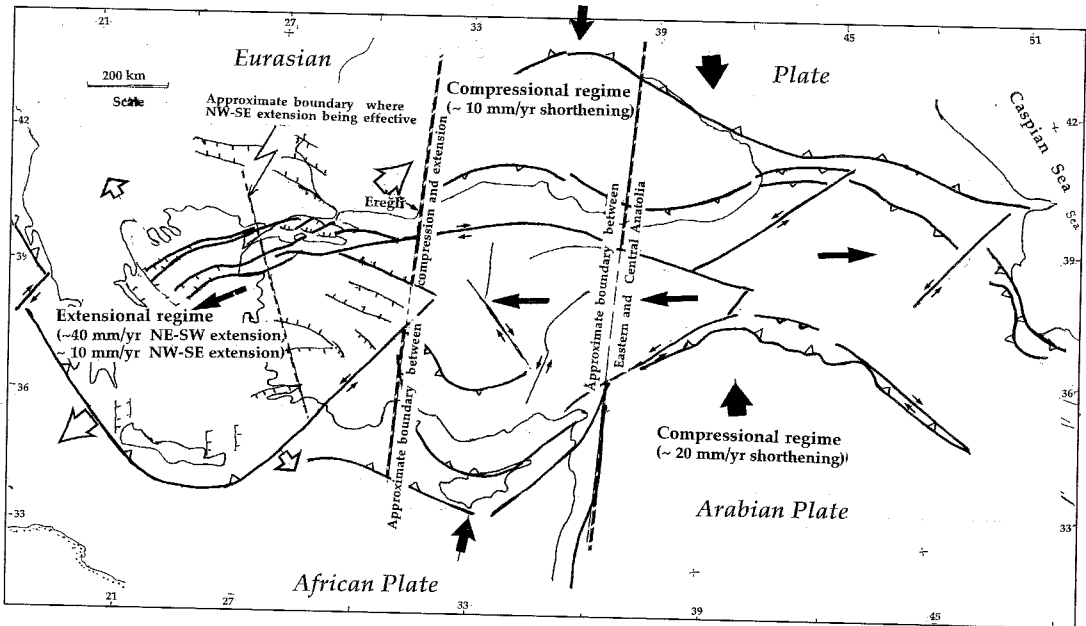 21
27
33
39
45
51
Eurasian
Plate
200 km
Scale
Approximate boundary where
NW-SE extension being effective
Compressional regime
(~ 10 mm/yr shortening)
Caspian Sea
Sea
42
42
Eregli
Approximate boundary between
compression and extension
Approximate boundary between
Eastern and Central Anatolia
39
39
Extensional regime
(~40 mm/yr NE-SW extension
~ 10 mm/yr NW-SE extension)
36
36
Compressional regime
(~ 20 mm/yr shortening)
Arabian Plate
33
33
African Plate
21
27
33
39
45